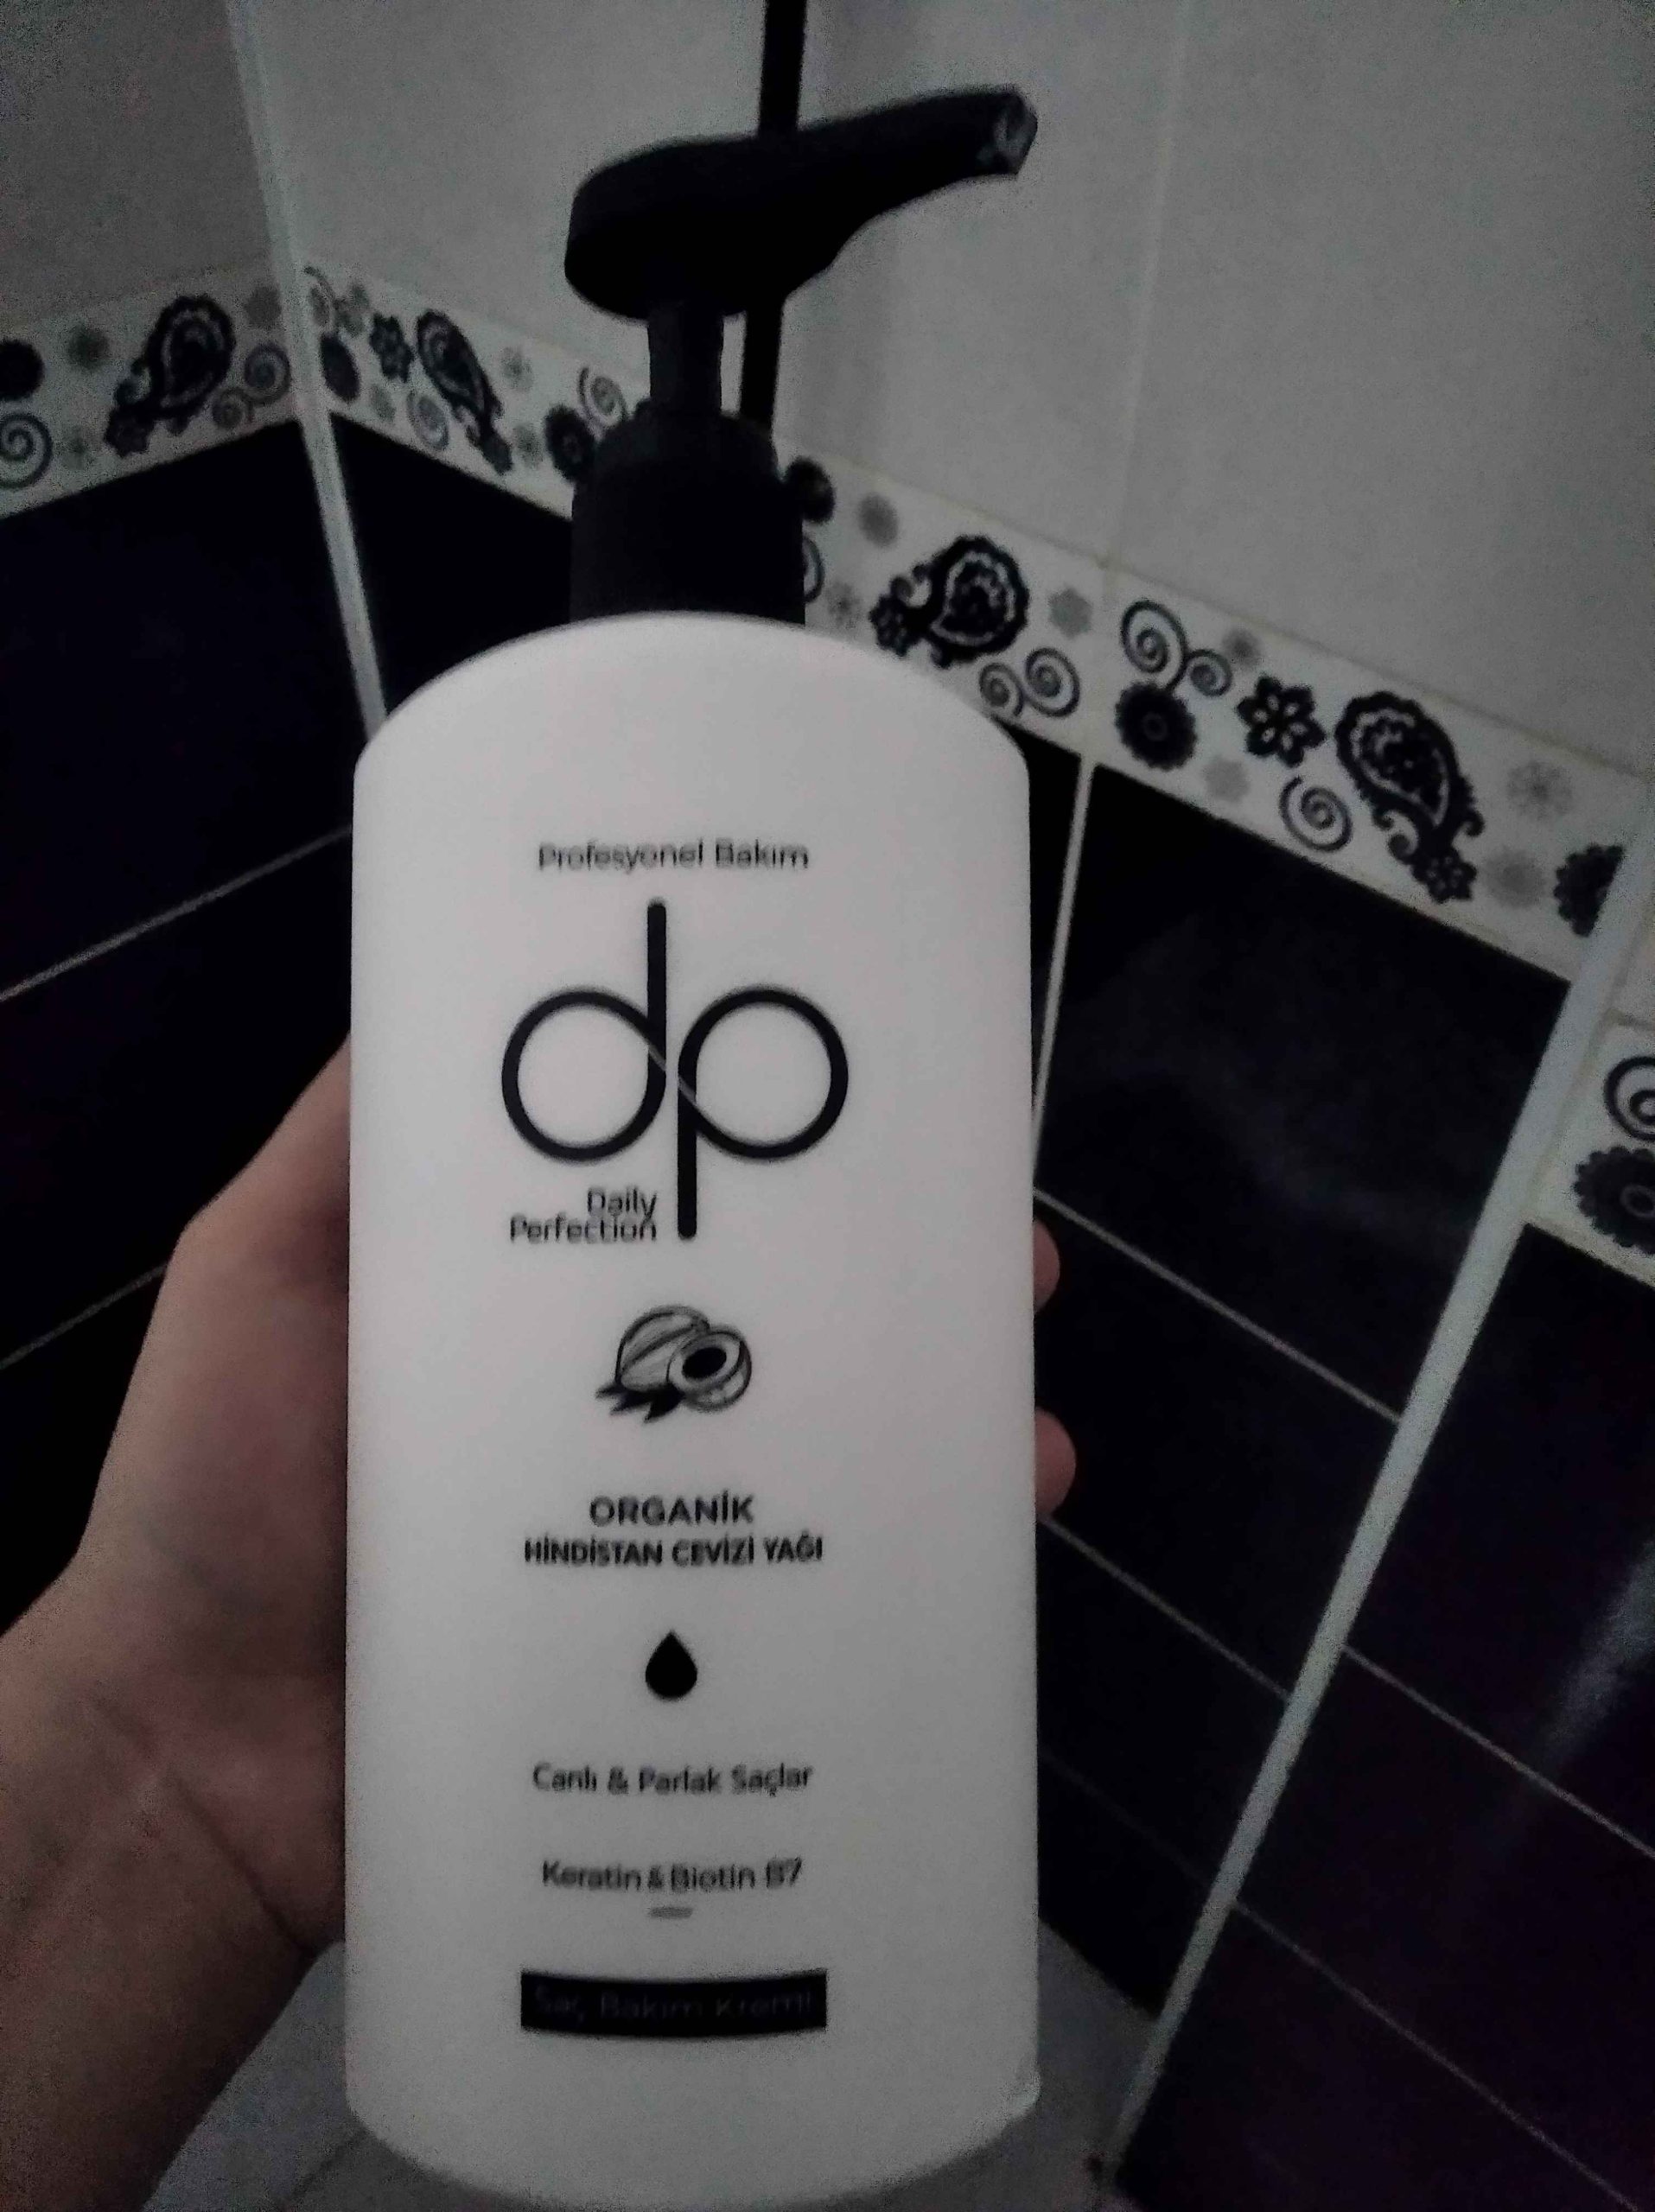 Profesyonel Bakım
dp
Daily
Perfection
ORGANİK
HİNDİSTAN CEVİZİ YAĞI
Canlı & Parlak Saçlar
Keratin & Biotin B7
Saç Bakım Kremi